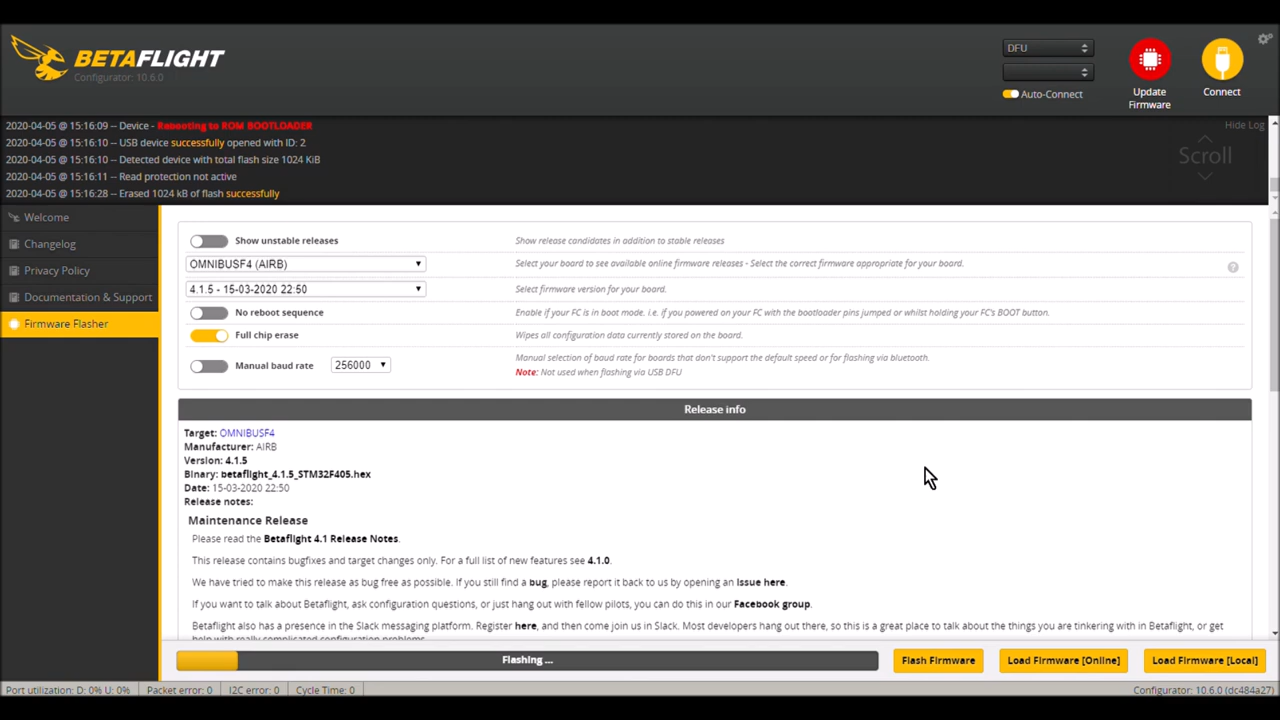 BETAFLIGHT
Configurator: 10.6.0
DFU
Auto-Connect
Update
Firmware
Connect
2020-04-05 @ 15:16:09 -- Device - Rebooting to ROM BOOTLOADER
2020-04-05 @ 15:16:10 -- USB device successfully opened with ID: 2
2020-04-05 @ 15:16:10 -- Detected device with total flash size 1024 KiB
2020-04-05 @ 15:16:11 -- Read protection not active
2020-04-05 @ 15:16:28 -- Erased 1024 kB of flash successfully
Hide Log
Scroll
Welcome
Changelog
Privacy Policy
Documentation & Support
Firmware Flasher
Show unstable releases
Show release candidates in addition to stable releases
OMNIBUSF4 (AIRB)
Select your board to see available online firmware releases - Select the correct firmware appropriate for your board.
4.1.5 - 15-03-2020 22:50
Select firmware version for your board.
No reboot sequence
Enable if your FC is in boot mode. i.e. if you powered on your FC with the bootloader pins jumped or whilst holding your FC's BOOT button.
Full chip erase
Wipes all configuration data currently stored on the board.
Manual baud rate
256000
Manual selection of baud rate for boards that don't support the default speed or for flashing via bluetooth.
Note: Not used when flashing via USB DFU
Release info
Target: OMNIBUSF4
Manufacturer: AIRB
Version: 4.1.5
Binary: betaflight_4.1.5_STM32F405.hex
Date: 15-03-2020 22:50
Release notes:
Maintenance Release
Please read the Betaflight 4.1 Release Notes.
This release contains bugfixes and target changes only. For a full list of new features see 4.1.0.
We have tried to make this release as bug free as possible. If you still find a bug, please report it back to us by opening an issue here.
If you want to talk about Betaflight, ask configuration questions, or just hang out with fellow pilots, you can do this in our Facebook group.
Betaflight also has a presence in the Slack messaging platform. Register here, and then come join us in Slack. Most developers hang out there, so this is a great place to talk about the things you are tinkering with in Betaflight, or get
help with really complicated configuration problems.
Flashing ...
Flash Firmware
Load Firmware [Online]
Load Firmware [Local]
Port utilization: D: 0% U: 0%
Packet error: 0
I2C error: 0
Cycle Time: 0
Configurator: 10.6.0 (dc484a27)